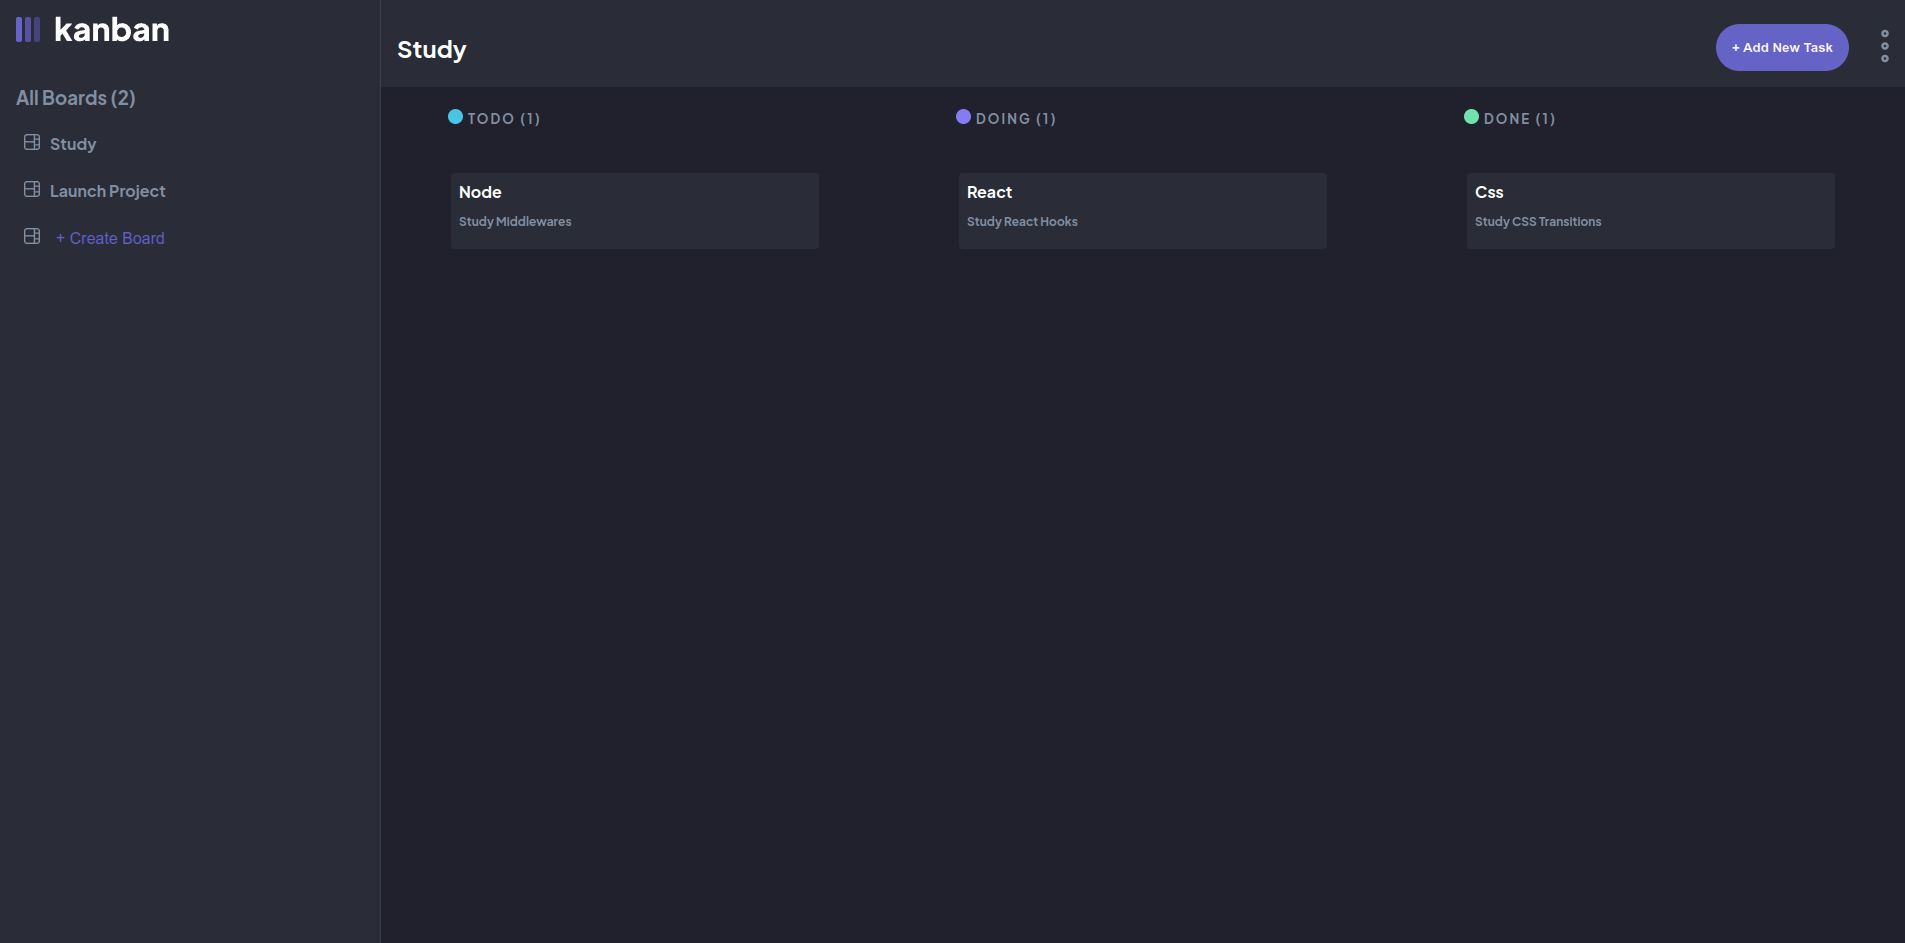 kanban
All Boards (2)
Study
Launch Project
+ Create Board
Study
+ Add New Task
TODO (1)
DOING (1)
DONE (1)
Node
Study Middlewares
React
Study React Hooks
Css
Study CSS Transitions